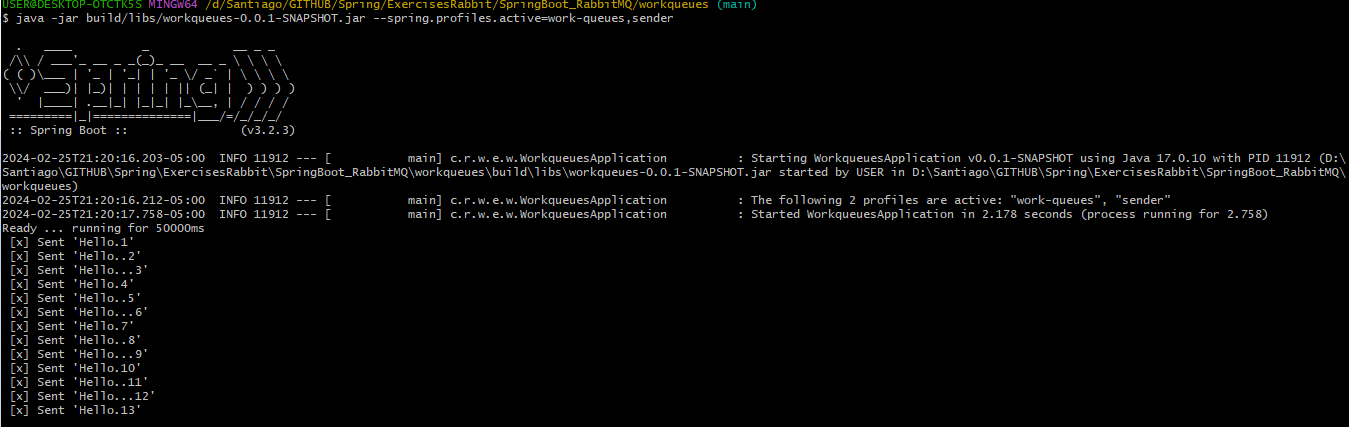 USER@DESKTOP-OTCTK5S MINGW64 /d/Santiago/GITHUB/Spring/ExercisesRabbit/SpringBoot_RabbitMQ/workqueues (main)
$ java -jar build/libs/workqueues-0.0.1-SNAPSHOT.jar --spring.profiles.active=work-queues,sender
  .   ____          _            __ _ _
 /\\ / ___'_ __ _ _(_)_ __  __ _ \ \ \ \
( ( )\___ | '_ | '_| | '_ \/ _` | \ \ \ \
 \\/  ___)| |_)| | | | | || (_| |  ) ) ) )
  '  |____| .__|_| |_|_| |_\__, | / / / /
 =========|_|==============|___/=/_/_/_/
 :: Spring Boot ::                (v3.2.3)
2024-02-25T21:20:16.203-05:00  INFO 11912 --- [           main] c.r.w.e.w.WorkqueuesApplication          : Starting WorkqueuesApplication v0.0.1-SNAPSHOT using Java 17.0.10 with PID 11912 (D:\
Santiago\GITHUB\Spring\ExercisesRabbit\SpringBoot_RabbitMQ\workqueues\build\libs\workqueues-0.0.1-SNAPSHOT.jar started by USER in D:\Santiago\GITHUB\Spring\ExercisesRabbit\SpringBoot_RabbitMQ\
workqueues)
2024-02-25T21:20:16.212-05:00  INFO 11912 --- [           main] c.r.w.e.w.WorkqueuesApplication          : The following 2 profiles are active: "work-queues", "sender"
2024-02-25T21:20:17.758-05:00  INFO 11912 --- [           main] c.r.w.e.w.WorkqueuesApplication          : Started WorkqueuesApplication in 2.178 seconds (process running for 2.758)
Ready ... running for 50000ms
 [x] Sent 'Hello.1'
 [x] Sent 'Hello..2'
 [x] Sent 'Hello...3'
 [x] Sent 'Hello.4'
 [x] Sent 'Hello..5'
 [x] Sent 'Hello...6'
 [x] Sent 'Hello.7'
 [x] Sent 'Hello..8'
 [x] Sent 'Hello...9'
 [x] Sent 'Hello.10'
 [x] Sent 'Hello..11'
 [x] Sent 'Hello...12'
 [x] Sent 'Hello.13'